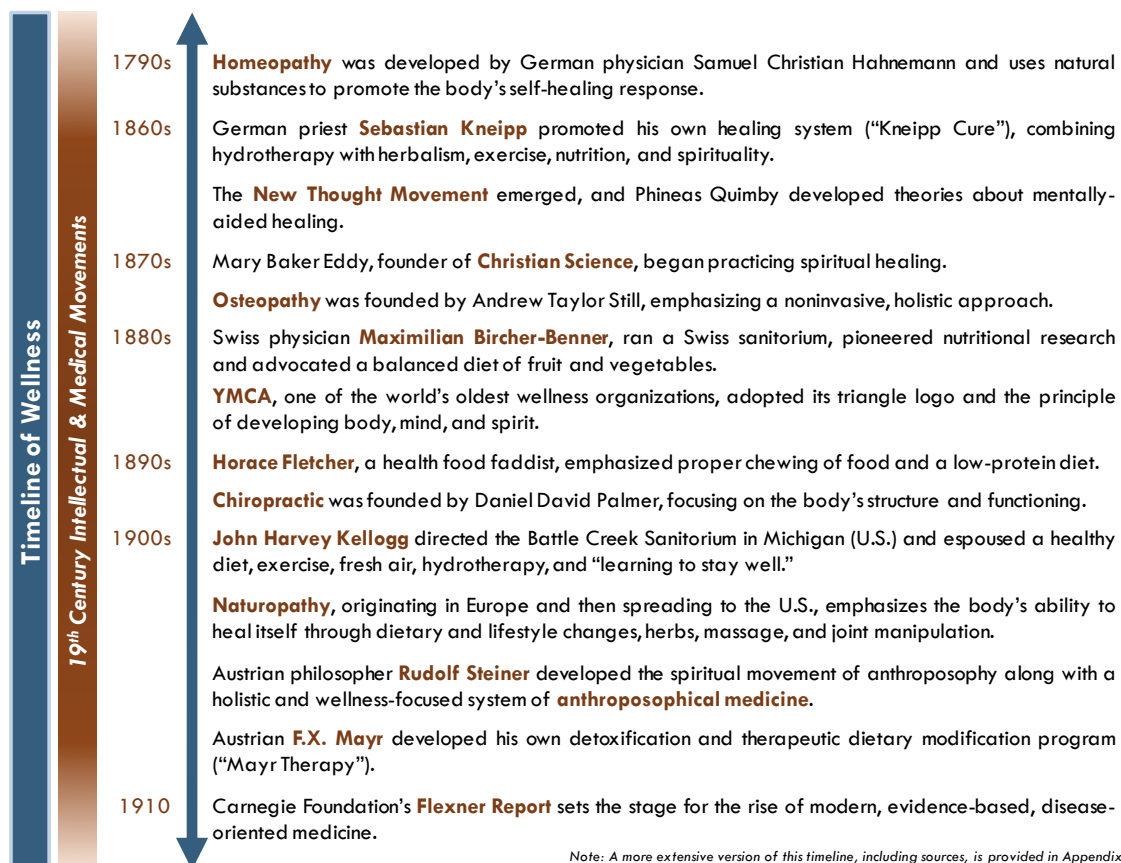 Timeline of Wellness
19th Century Intellectual & Medical Movements
1790s
Homeopathy was developed by German physician Samuel Christian Hahnemann and uses natural
substances to promote the body's self-healing response.
1860s
German priest Sebastian Kneipp promoted his own healing system (“Kneipp Cure”), combining
hydrotherapy with herbalism, exercise, nutrition, and spirituality.
The New Thought Movement emerged, and Phineas Quimby developed theories about mentally-
aided healing.
1870s
Mary Baker Eddy, founder of Christian Science, began practicing spiritual healing.
Osteopathy was founded by Andrew Taylor Still, emphasizing a noninvasive, holistic approach.
1880s
Swiss physician Maximilian Bircher-Benner, ran a Swiss sanitorium, pioneered nutritional research
and advocated a balanced diet of fruit and vegetables.
YMCA, one of the world's oldest wellness organizations, adopted its triangle logo and the principle
of developing body, mind, and spirit.
1890s
Horace Fletcher, a health food faddist, emphasized proper chewing of food and a low-protein diet.
Chiropractic was founded by Daniel David Palmer, focusing on the body's structure and functioning.
1900s
John Harvey Kellogg directed the Battle Creek Sanitorium in Michigan (U.S.) and espoused a healthy
diet, exercise, fresh air, hydrotherapy, and “learning to stay well.”
Naturopathy, originating in Europe and then spreading to the U.S., emphasizes the body's ability to
heal itself through dietary and lifestyle changes, herbs, massage, and joint manipulation.
Austrian philosopher Rudolf Steiner developed the spiritual movement of anthroposophy along with a
holistic and wellness-focused system of anthroposophical medicine.
Austrian F.X. Mayr developed his own detoxification and therapeutic dietary modification program
(“Mayr Therapy”).
1910
Carnegie Foundation's Flexner Report sets the stage for the rise of modern, evidence-based, disease-
oriented medicine.
Note: A more extensive version of this timeline, including sources, is provided in Appendix